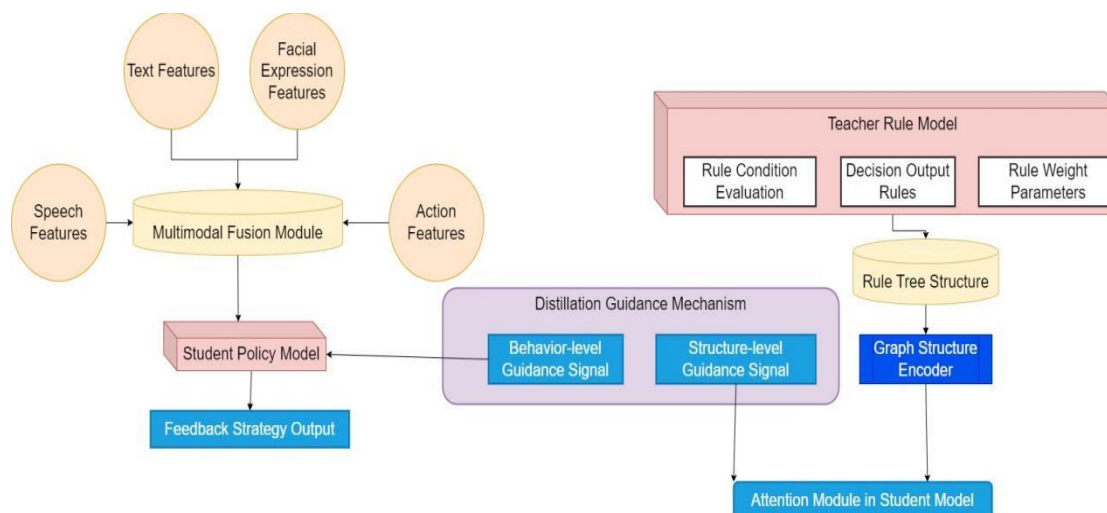 Text Features
Facial
Expression
Features
Speech
Features
Multimodal Fusion Module
Action
Features
Student Policy Model
Feedback Strategy Output
Distillation Guidance Mechanism
Behavior-level
Guidance Signal
Structure-level
Guidance Signal
Teacher Rule Model
Rule Condition
Evaluation
Decision Output
Rules
Rule Weight
Parameters
Rule Tree Structure
Graph Structure
Encoder
Attention Module in Student Model